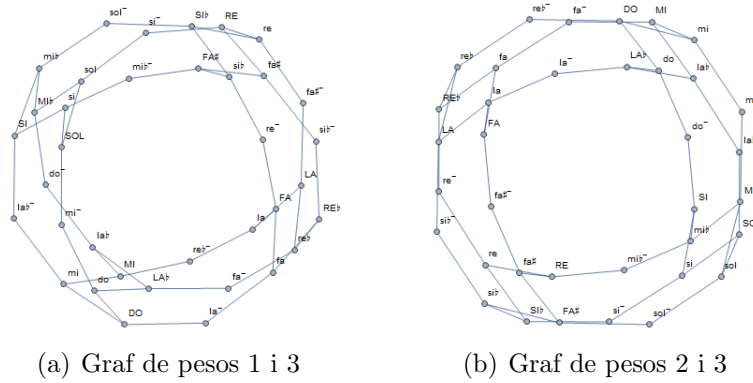 sol⁻
si⁻
SI♭
RE
re
mi♭
sol
mi♭⁻
FA♯
si♭
fa♯
MI♭
si
fa♯⁻
SI
SOL
re⁻
si♭⁻
do⁻
LA
la♭⁻
mi⁻
la
FA
RE♭
la♭
re♭⁻
re♭
mi
do
MI
LA♭
fa⁻
fa
DO
la⁻
(a) Graf de pesos 1 i 3
re♭⁻
fa⁻
DO
MI
mi
re♭
fa
la⁻
LA♭
do
la♭
RE♭
la
LA
FA
do⁻
re⁻
fa♯⁻
SI
si♭⁻
mi♭
re
fa♯
RE
mi♭⁻
si
sol
si♭
SI♭
FA♯
si⁻
sol⁻
(b) Graf de pesos 2 i 3